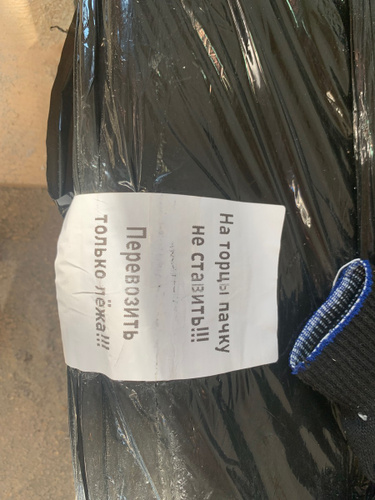 На торцы пачку
не ставить!!!
Перевозить
только лёжа!!!